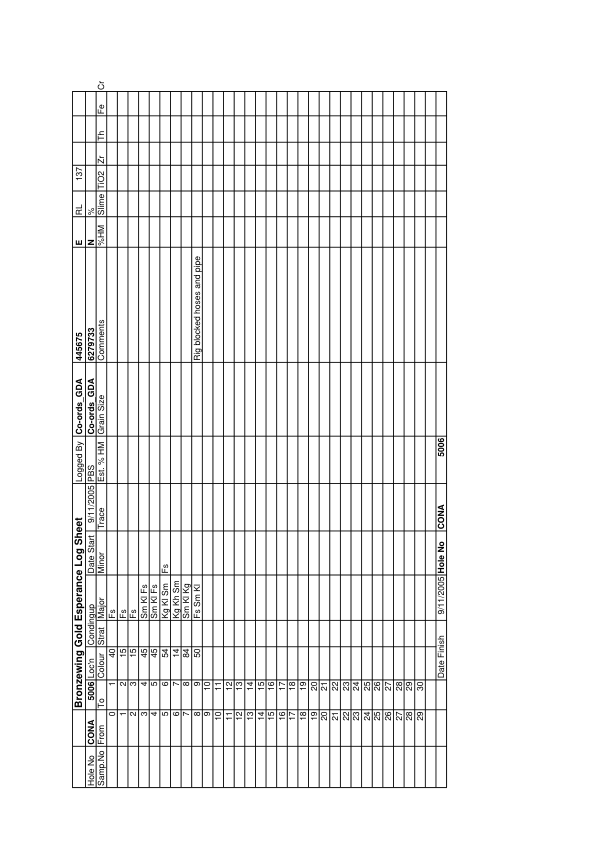 Bronzewing Gold Esperance Log Sheet Logged By Co-ords_GDA 445675 E RL 137
Hole No CONA 5006 Loc'n Condingup Date Start 9/11/2005 PBS Co-ords_GDA 6279733 N %
Samp.No From To Colour Strat Major Minor Trace Est. % HM Grain Size Comments %HM Slime TiO2 Zr Th Fe Cr
0 1 40 Fs
1 2 15 Fs
2 3 15 Fs
3 4 45 Sm Kl Fs
4 5 45 Sm Kl Fs
5 6 54 Kg Kl Sm Fs
6 7 14 Kg Kh Sm
7 8 84 Sm Kl Kg
8 9 50 Fs Sm Kl Rig blocked hoses and pipe
9 10
10 11
11 12
12 13
13 14
14 15
15 16
16 17
17 18
18 19
19 20
20 21
21 22
22 23
23 24
24 25
25 26
26 27
27 28
28 29
29 30
Date Finish 9/11/2005 Hole No CONA 5006